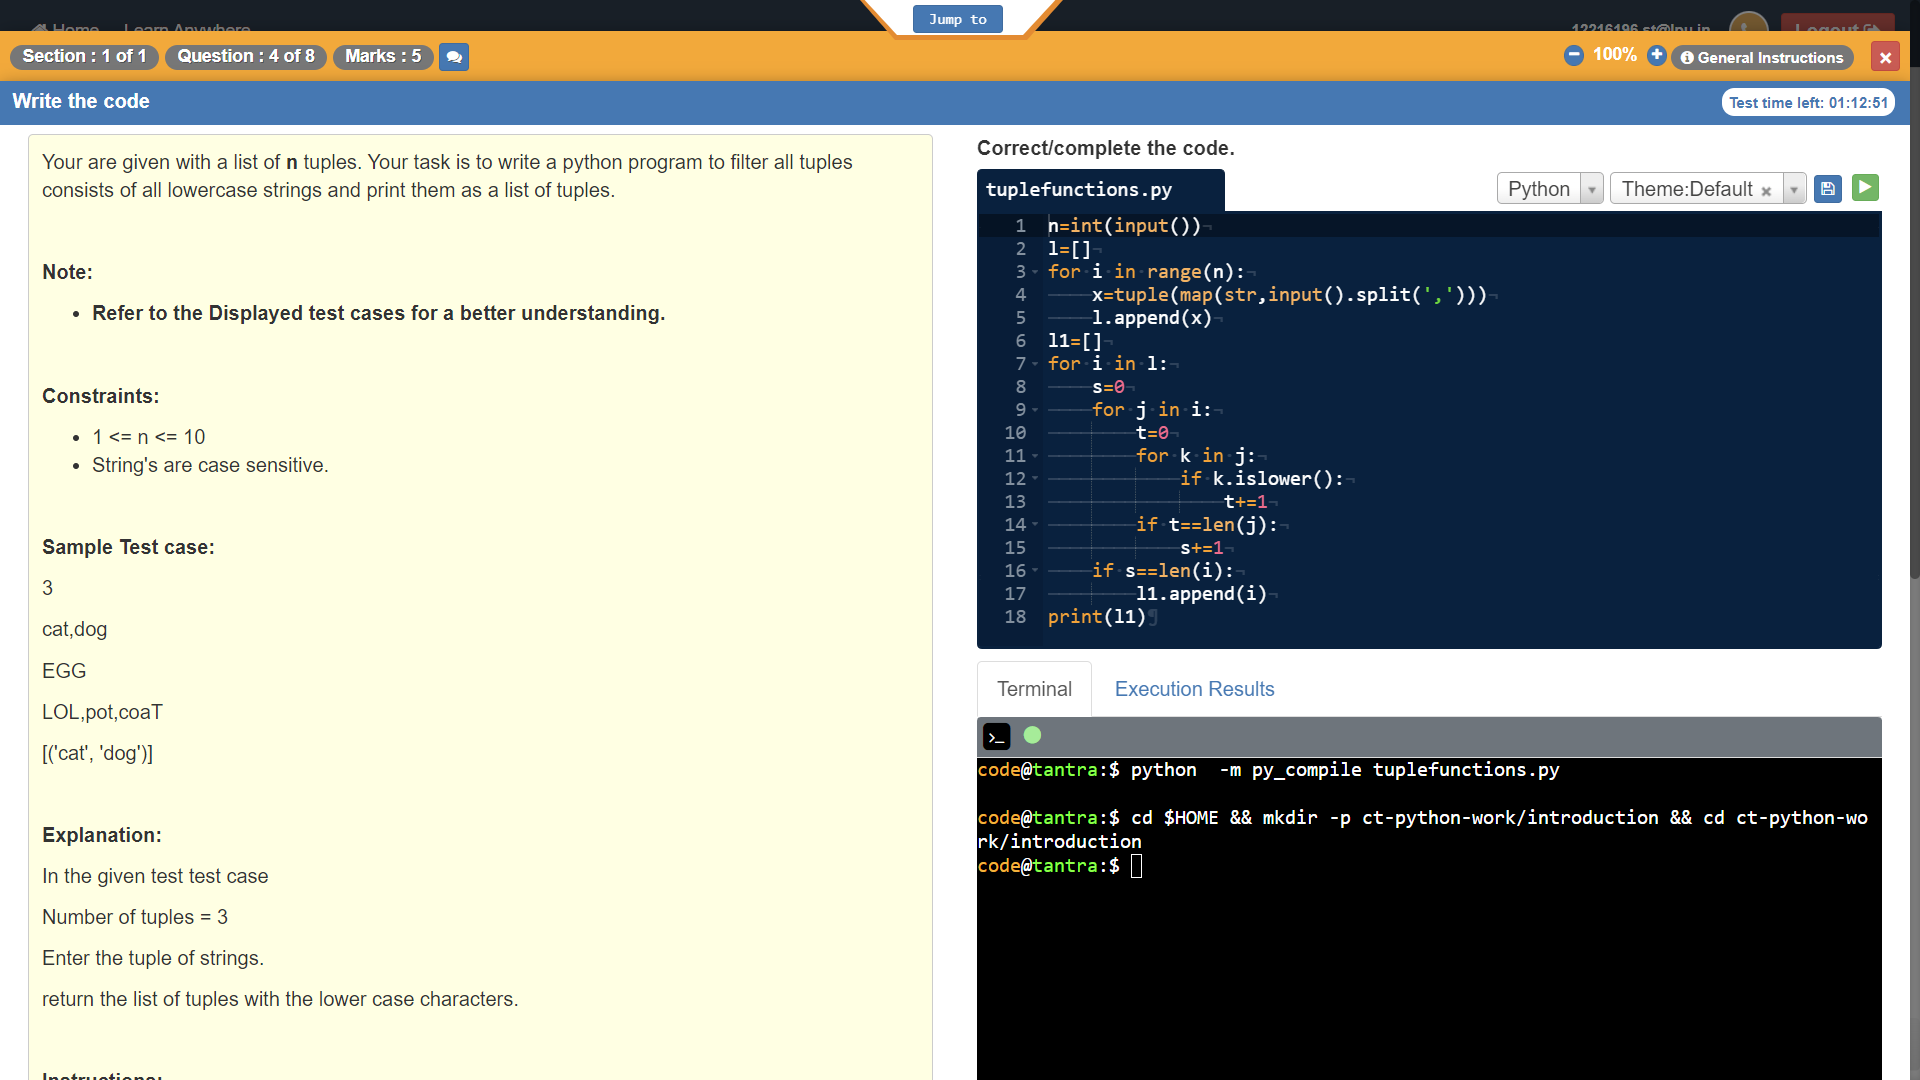 Home Learn Anywhere
Jump to
12216196.st@lpu.in
Logout
Section : 1 of 1
Question : 4 of 8
Marks : 5
100%
General Instructions
Write the code
Test time left: 01:12:51
Your are given with a list of n tuples. Your task is to write a python program to filter all tuples
consists of all lowercase strings and print them as a list of tuples.
Note:
• Refer to the Displayed test cases for a better understanding.
Constraints:
• 1 <= n <= 10
• String's are case sensitive.
Sample Test case:
3
cat,dog
EGG
LOL,pot,coaT
[('cat', 'dog')]
Explanation:
In the given test test case
Number of tuples = 3
Enter the tuple of strings.
return the list of tuples with the lower case characters.
Instructions:
Correct/complete the code.
tuplefunctions.py
Python
Theme:Default ×
1 n=int(input())
2 l=[]
3 for i in range(n):
4 x=tuple(map(str,input().split(',')))
5 l.append(x)
6 l1=[]
7 for i in l:
8 s=0
9 for j in i:
10 t=0
11 for k in j:
12 if k.islower():
13 t+=1
14 if t==len(j):
15 s+=1
16 if s==len(i):
17 l1.append(i)
18 print(l1)
Terminal
Execution Results
code@tantra:$ python  -m py_compile tuplefunctions.py
code@tantra:$ cd $HOME && mkdir -p ct-python-work/introduction && cd ct-python-wo
rk/introduction
code@tantra:$